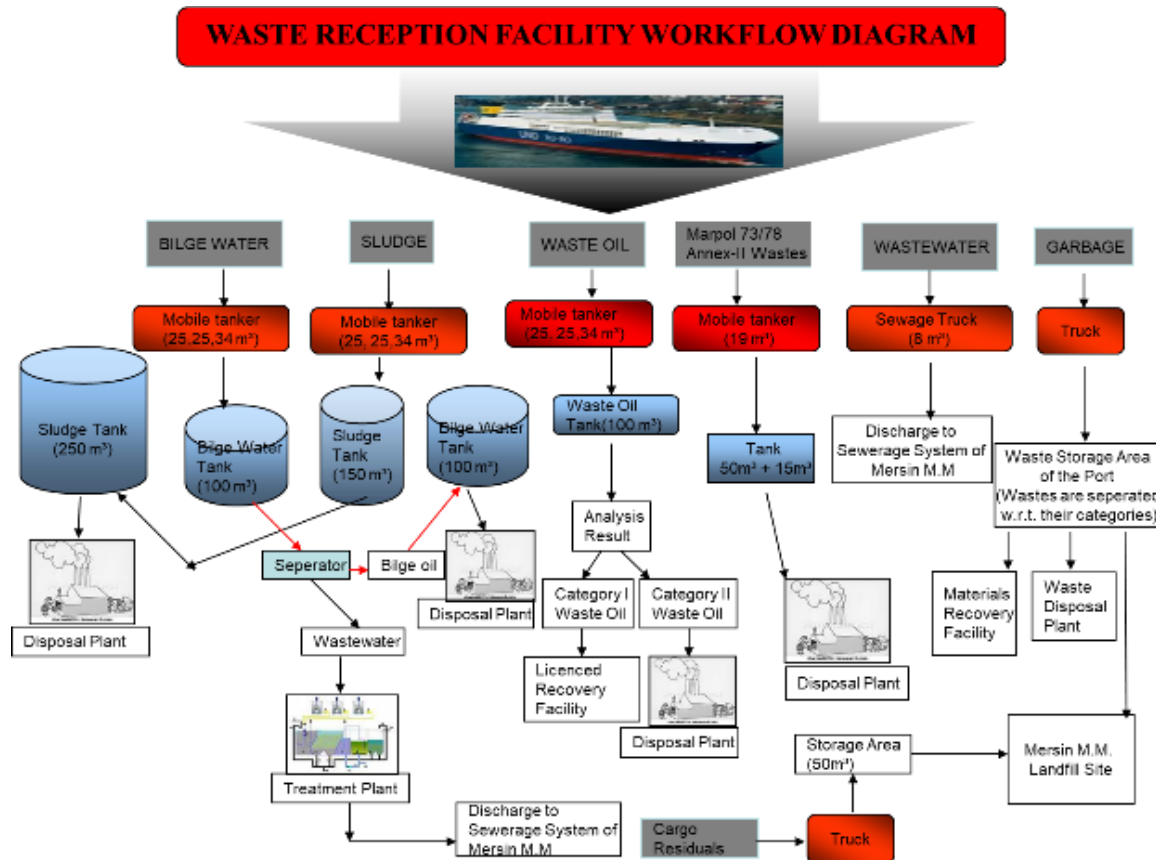 WASTE RECEPTION FACILITY WORKFLOW DIAGRAM
BILGE WATER
SLUDGE
WASTE OIL
Marpol 73/78
Annex-II Wastes
WASTEWATER
GARBAGE
Mobile tanker
(25,25,34 m³)
Mobile tanker
(25, 25,34 m³)
Mobile tanker
(25, 25,34 m³)
Mobile tanker
(19 m³)
Sewage Truck
(8 m³)
Truck
Sludge Tank
(250 m³)
Bilge Water
Tank
(100 m³)
Sludge
Tank
(150 m³)
Bilge Water
Tank
(100 m³)
Waste Oil
Tank(100 m³)
Tank
50m³ + 15m³
Discharge to
Sewerage System of
Mersin M.M
Waste Storage Area
of the Port
(Wastes are seperated
w.r.t. their categories)
Analysis
Result
Seperator
Bilge oil
Disposal Plant
Disposal Plant
Category I
Waste Oil
Category II
Waste Oil
Materials
Recovery
Facility
Waste
Disposal
Plant
Wastewater
Licenced
Recovery
Facility
Disposal Plant
Disposal Plant
Treatment Plant
Storage Area
(50m³)
Mersin M.M.
Landfill Site
Discharge to
Sewerage System of
Mersin M.M
Cargo
Residuals
Truck